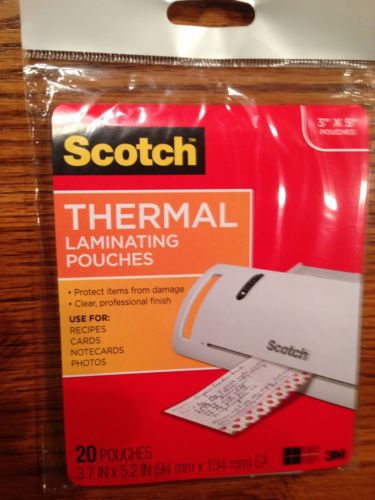 3" X 5"
POUCHES
Scotch™
THERMAL
LAMINATING
POUCHES
• Protect items from damage
• Clear, professional finish
USE FOR:
RECIPES
CARDS
NOTECARDS
PHOTOS
Scotch
20 POUCHES
3.7 IN x 5.2 IN (94 mm x 134 mm) EA
3M